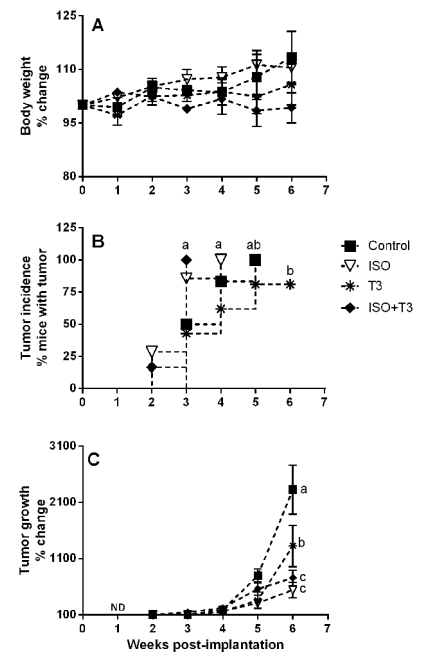 A
Body weight
% change
125
110
95
80
0 1 2 3 4 5 6 7
B
Tumor incidence
% mice with tumor
125
100
75
50
25
0
a a ab
b
0 1 2 3 4 5 6 7
Control
ISO
T3
ISO+T3
C
Tumor growth
% change
3100
2100
1100
100
ND
a
b
c
c
0 1 2 3 4 5 6 7
Weeks post-implantation